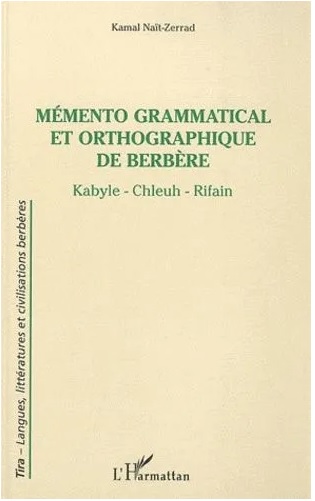 Kamal Naït-Zerrad
MÉMENTO GRAMMATICAL
ET ORTHOGRAPHIQUE
DE BERBÈRE
Kabyle - Chleuh - Rifain
Tira – Langues, littératures et civilisations berbères
L'Harmattan